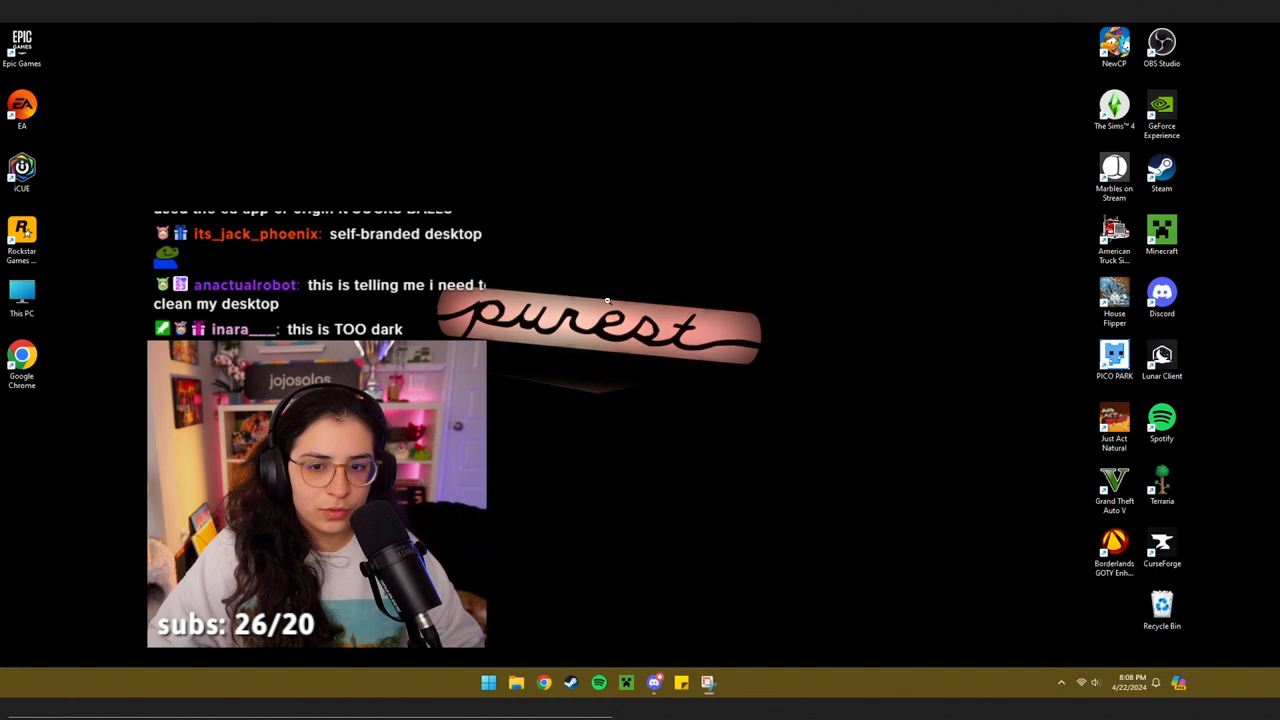 EPIC
GAMES
Epic Games
EA
EA
iCUE
R
Rockstar
Games ...
This PC
Google
Chrome
its_jack_phoenix: self-branded desktop
anactualrobot: this is telling me i need
clean my desktop
inara___: this is TOO dark
purest
jojosolos
subs: 26/20
NewCP
OBS Studio
The Sims™ 4
GeForce
Experience
Marbles on
Stream
Steam
American
Truck Si...
Minecraft
House
Flipper
Discord
PICO PARK
Lunar Client
Just Act
Natural
Spotify
V
Grand Theft
Auto V
Terraria
Borderlands
GOTY Enh...
CurseForge
Recycle Bin
8:08 PM
4/22/2024